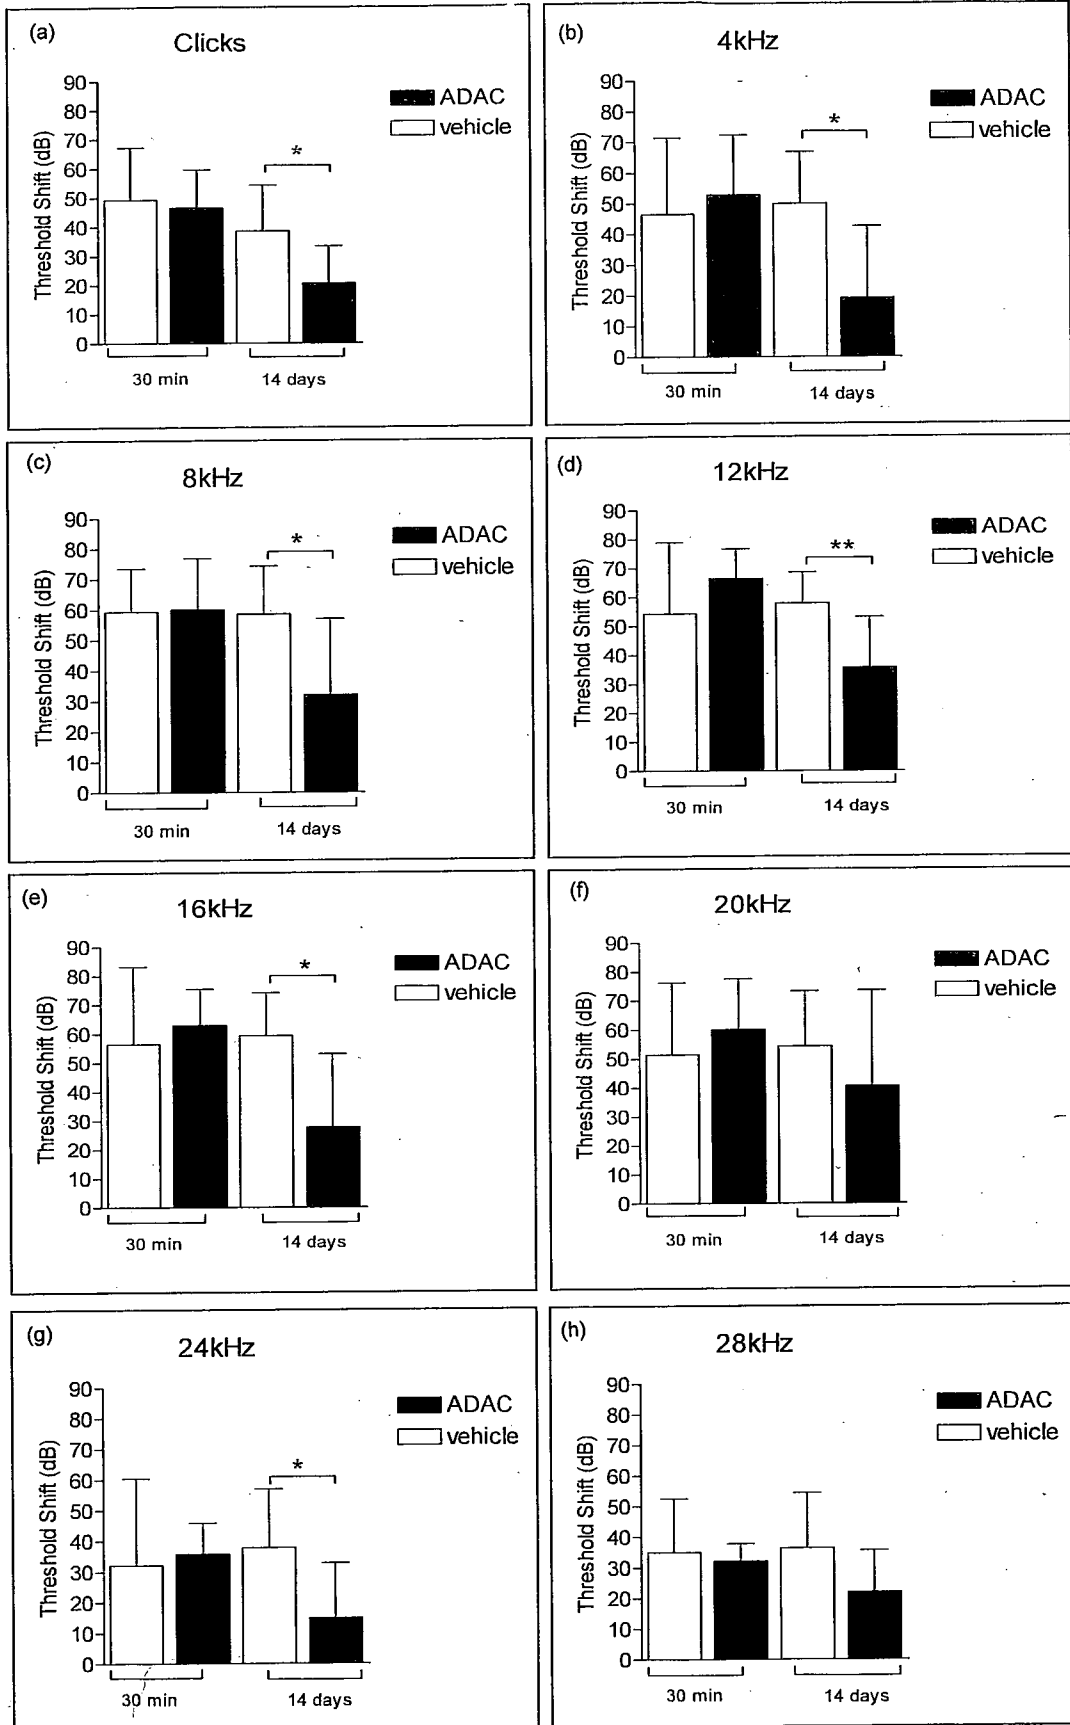 (a)
Clicks
ADAC
vehicle
Threshold Shift (dB)
90
80
70
60
50
40
30
20
10
0
*
30 min
14 days
(b)
4kHz
ADAC
vehicle
Threshold Shift (dB)
90
80
70
60
50
40
30
20
10
0
*
30 min
14 days
(c)
8kHz
ADAC
vehicle
Threshold Shift (dB)
90
80
70
60
50
40
30
20
10
0
*
30 min
14 days
(d)
12kHz
ADAC
vehicle
Threshold Shift (dB)
90
80
70
60
50
40
30
20
10
0
**
30 min
14 days
(e)
16kHz
ADAC
vehicle
Threshold Shift (dB)
90
80
70
60
50
40
30
20
10
0
*
30 min
14 days
(f)
20kHz
ADAC
vehicle
Threshold Shift (dB)
90
80
70
60
50
40
30
20
10
0
30 min
14 days
(g)
24kHz
ADAC
vehicle
Threshold Shift (dB)
90
80
70
60
50
40
30
20
10
0
*
30 min
14 days
(h)
28kHz
ADAC
vehicle
Threshold Shift (dB)
90
80
70
60
50
40
30
20
10
0
30 min
14 days